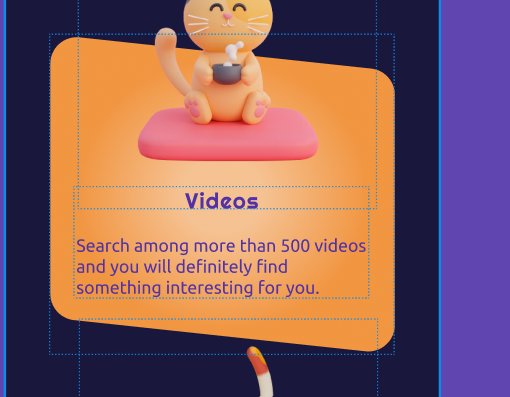 Videos
Search among more than 500 videos
and you will definitely find
something interesting for you.